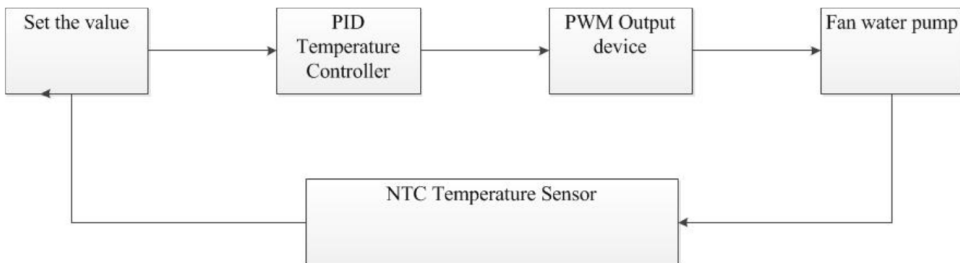 Set the value
PID
Temperature
Controller
PWM Output
device
Fan water pump
NTC Temperature Sensor